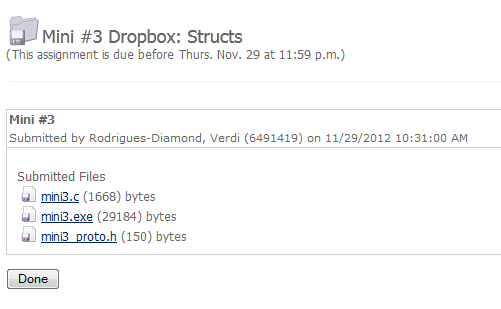 Mini #3 Dropbox: Structs
(This assignment is due before Thurs. Nov. 29 at 11:59 p.m.)
Mini #3
Submitted by Rodrigues-Diamond, Verdi (6491419) on 11/29/2012 10:31:00 AM
Submitted Files
mini3.c (1668) bytes
mini3.exe (29184) bytes
mini3_proto.h (150) bytes
Done